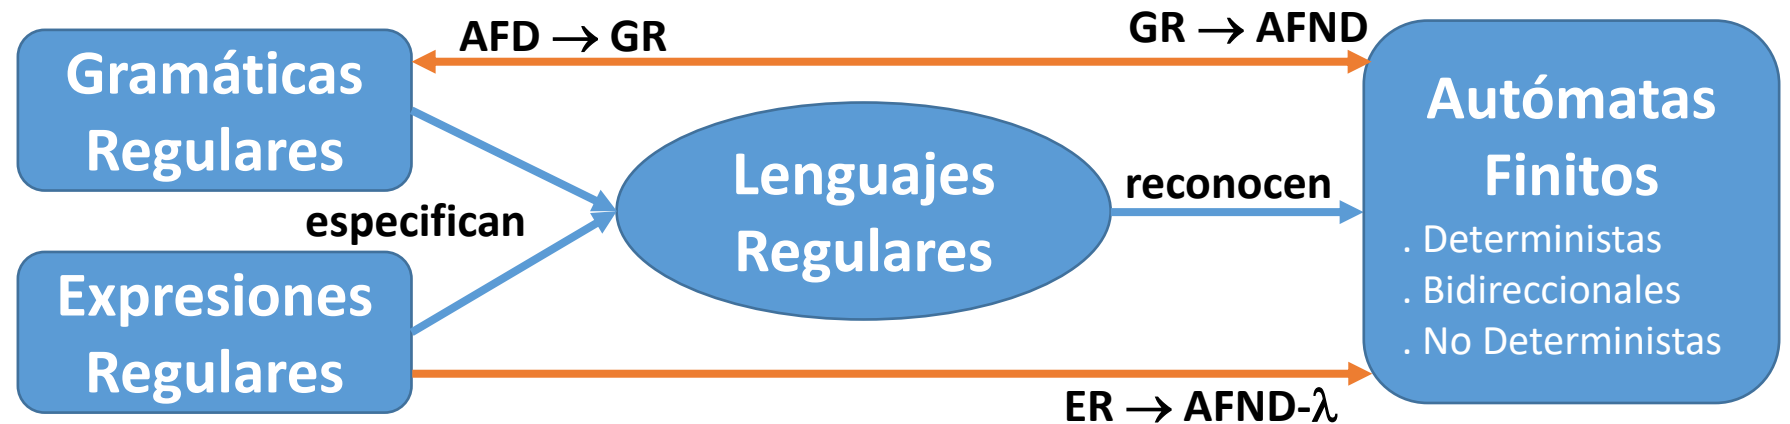 AFD → GR
GR → AFND
Gramáticas
Regulares
especifican
Expresiones
Regulares
Lenguajes
Regulares
reconocen
Autómatas
Finitos
. Deterministas
. Bidireccionales
. No Deterministas
ER → AFND-λ